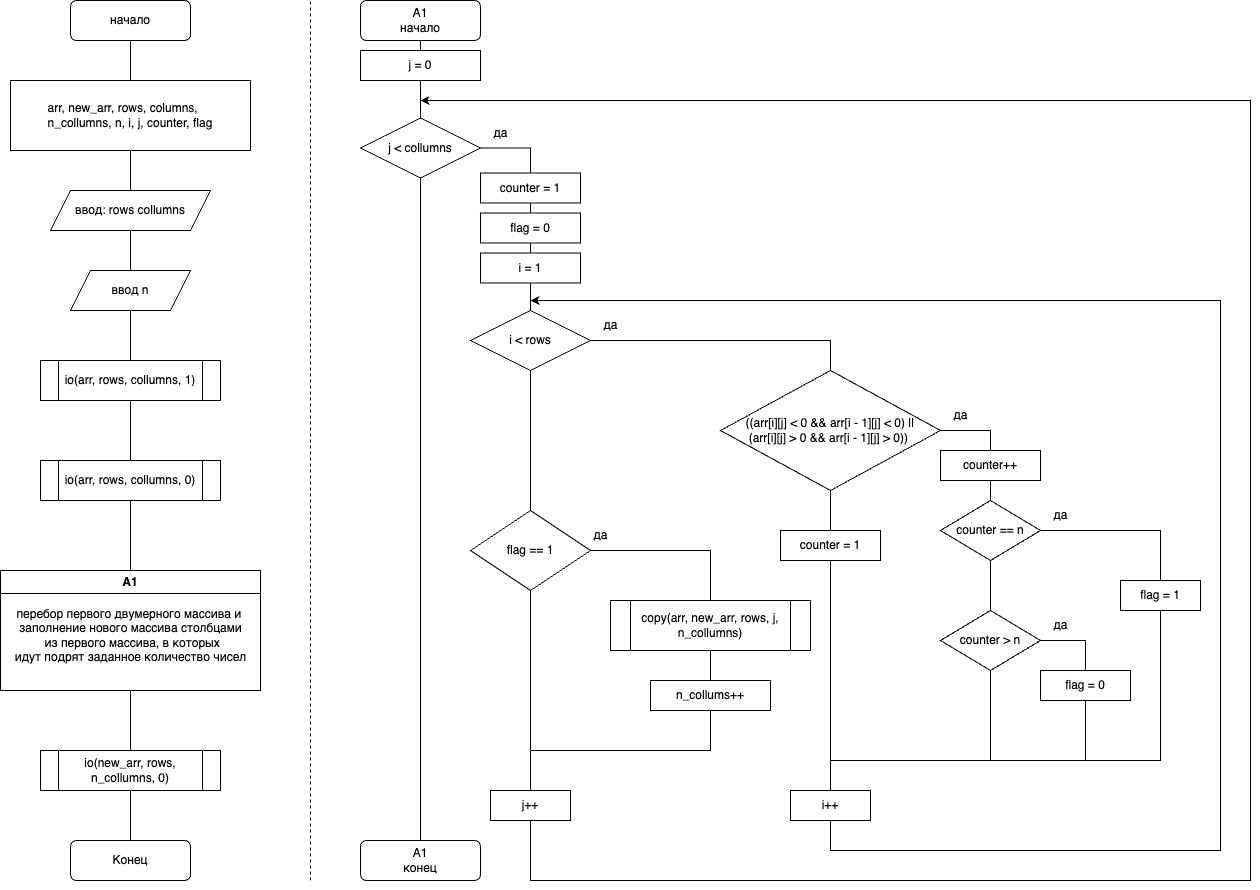 начало
arr, new_arr, rows, columns,
n_collumns, n, i, j, counter, flag
ввод: rows collumns
ввод n
io(arr, rows, collumns, 1)
io(arr, rows, collumns, 0)
A1
перебор первого двумерного массива и
заполнение нового массива столбцами
из первого массива, в которых
идут подрят заданное количество чисел
io(new_arr, rows,
n_collumns, 0)
Конец
A1
начало
j = 0
j < collumns
да
counter = 1
flag = 0
i = 1
i < rows
да
((arr[i][j] < 0 && arr[i - 1][j] < 0) ||
(arr[i][j] > 0 && arr[i - 1][j] > 0))
да
counter++
counter = 1
counter == n
да
flag = 1
counter > n
да
flag = 0
flag == 1
да
copy(arr, new_arr, rows, j,
n_collumns)
n_collums++
j++
i++
A1
конец